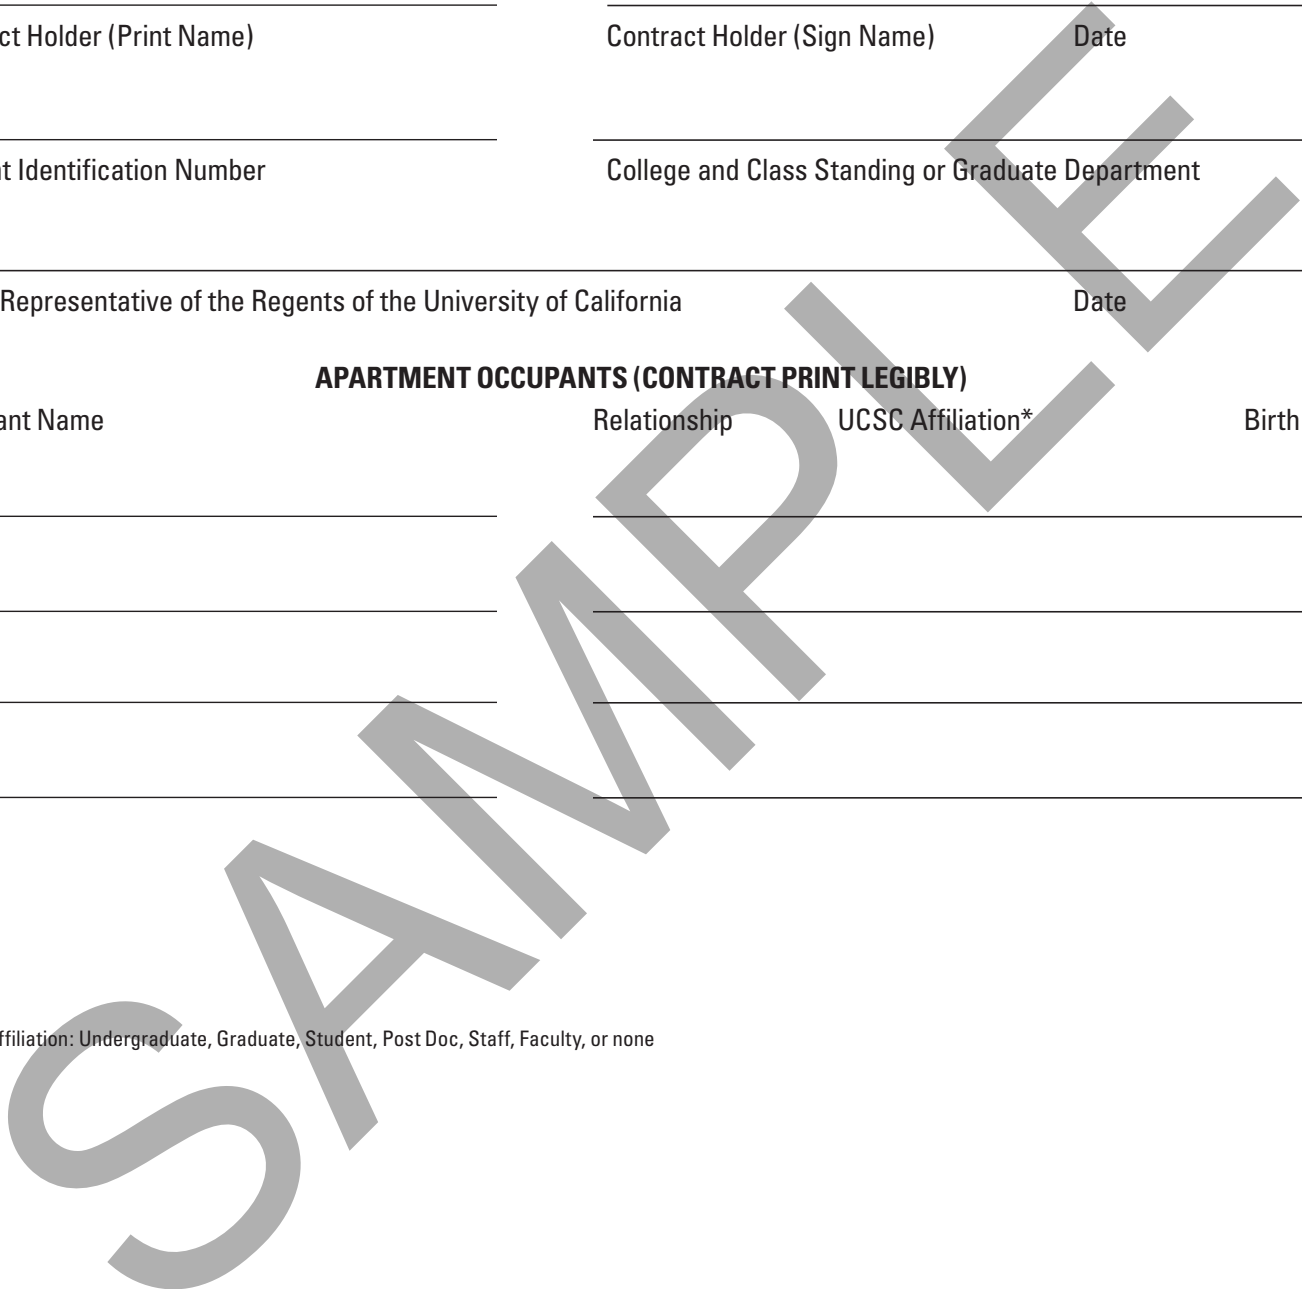 ct Holder (Print Name) Contract Holder (Sign Name) Date
t Identification Number College and Class Standing or Graduate Department
Representative of the Regents of the University of California Date
APARTMENT OCCUPANTS (CONTRACT PRINT LEGIBLY)
ant Name Relationship UCSC Affiliation* Birth
ffiliation: Undergraduate, Graduate, Student, Post Doc, Staff, Faculty, or none
SAMPLE